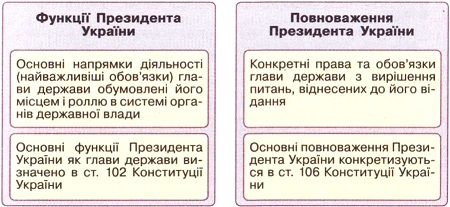 Функції Президента
України
Основні напрямки діяльності
(найважливіші обов'язки) гла-
ви держави обумовлені його
місцем і роллю в системі орга-
нів державної влади
Основні функції Президента
України як глави держави ви-
значено в ст. 102 Конституції
України
Повноваження
Президента України
Конкретні права та обов'язки
глави держави з вирішення
питань, віднесених до його ві-
дання
Основні повноваження Прези-
дента України конкретизують-
ся в ст. 106 Конституції Украї-
ни